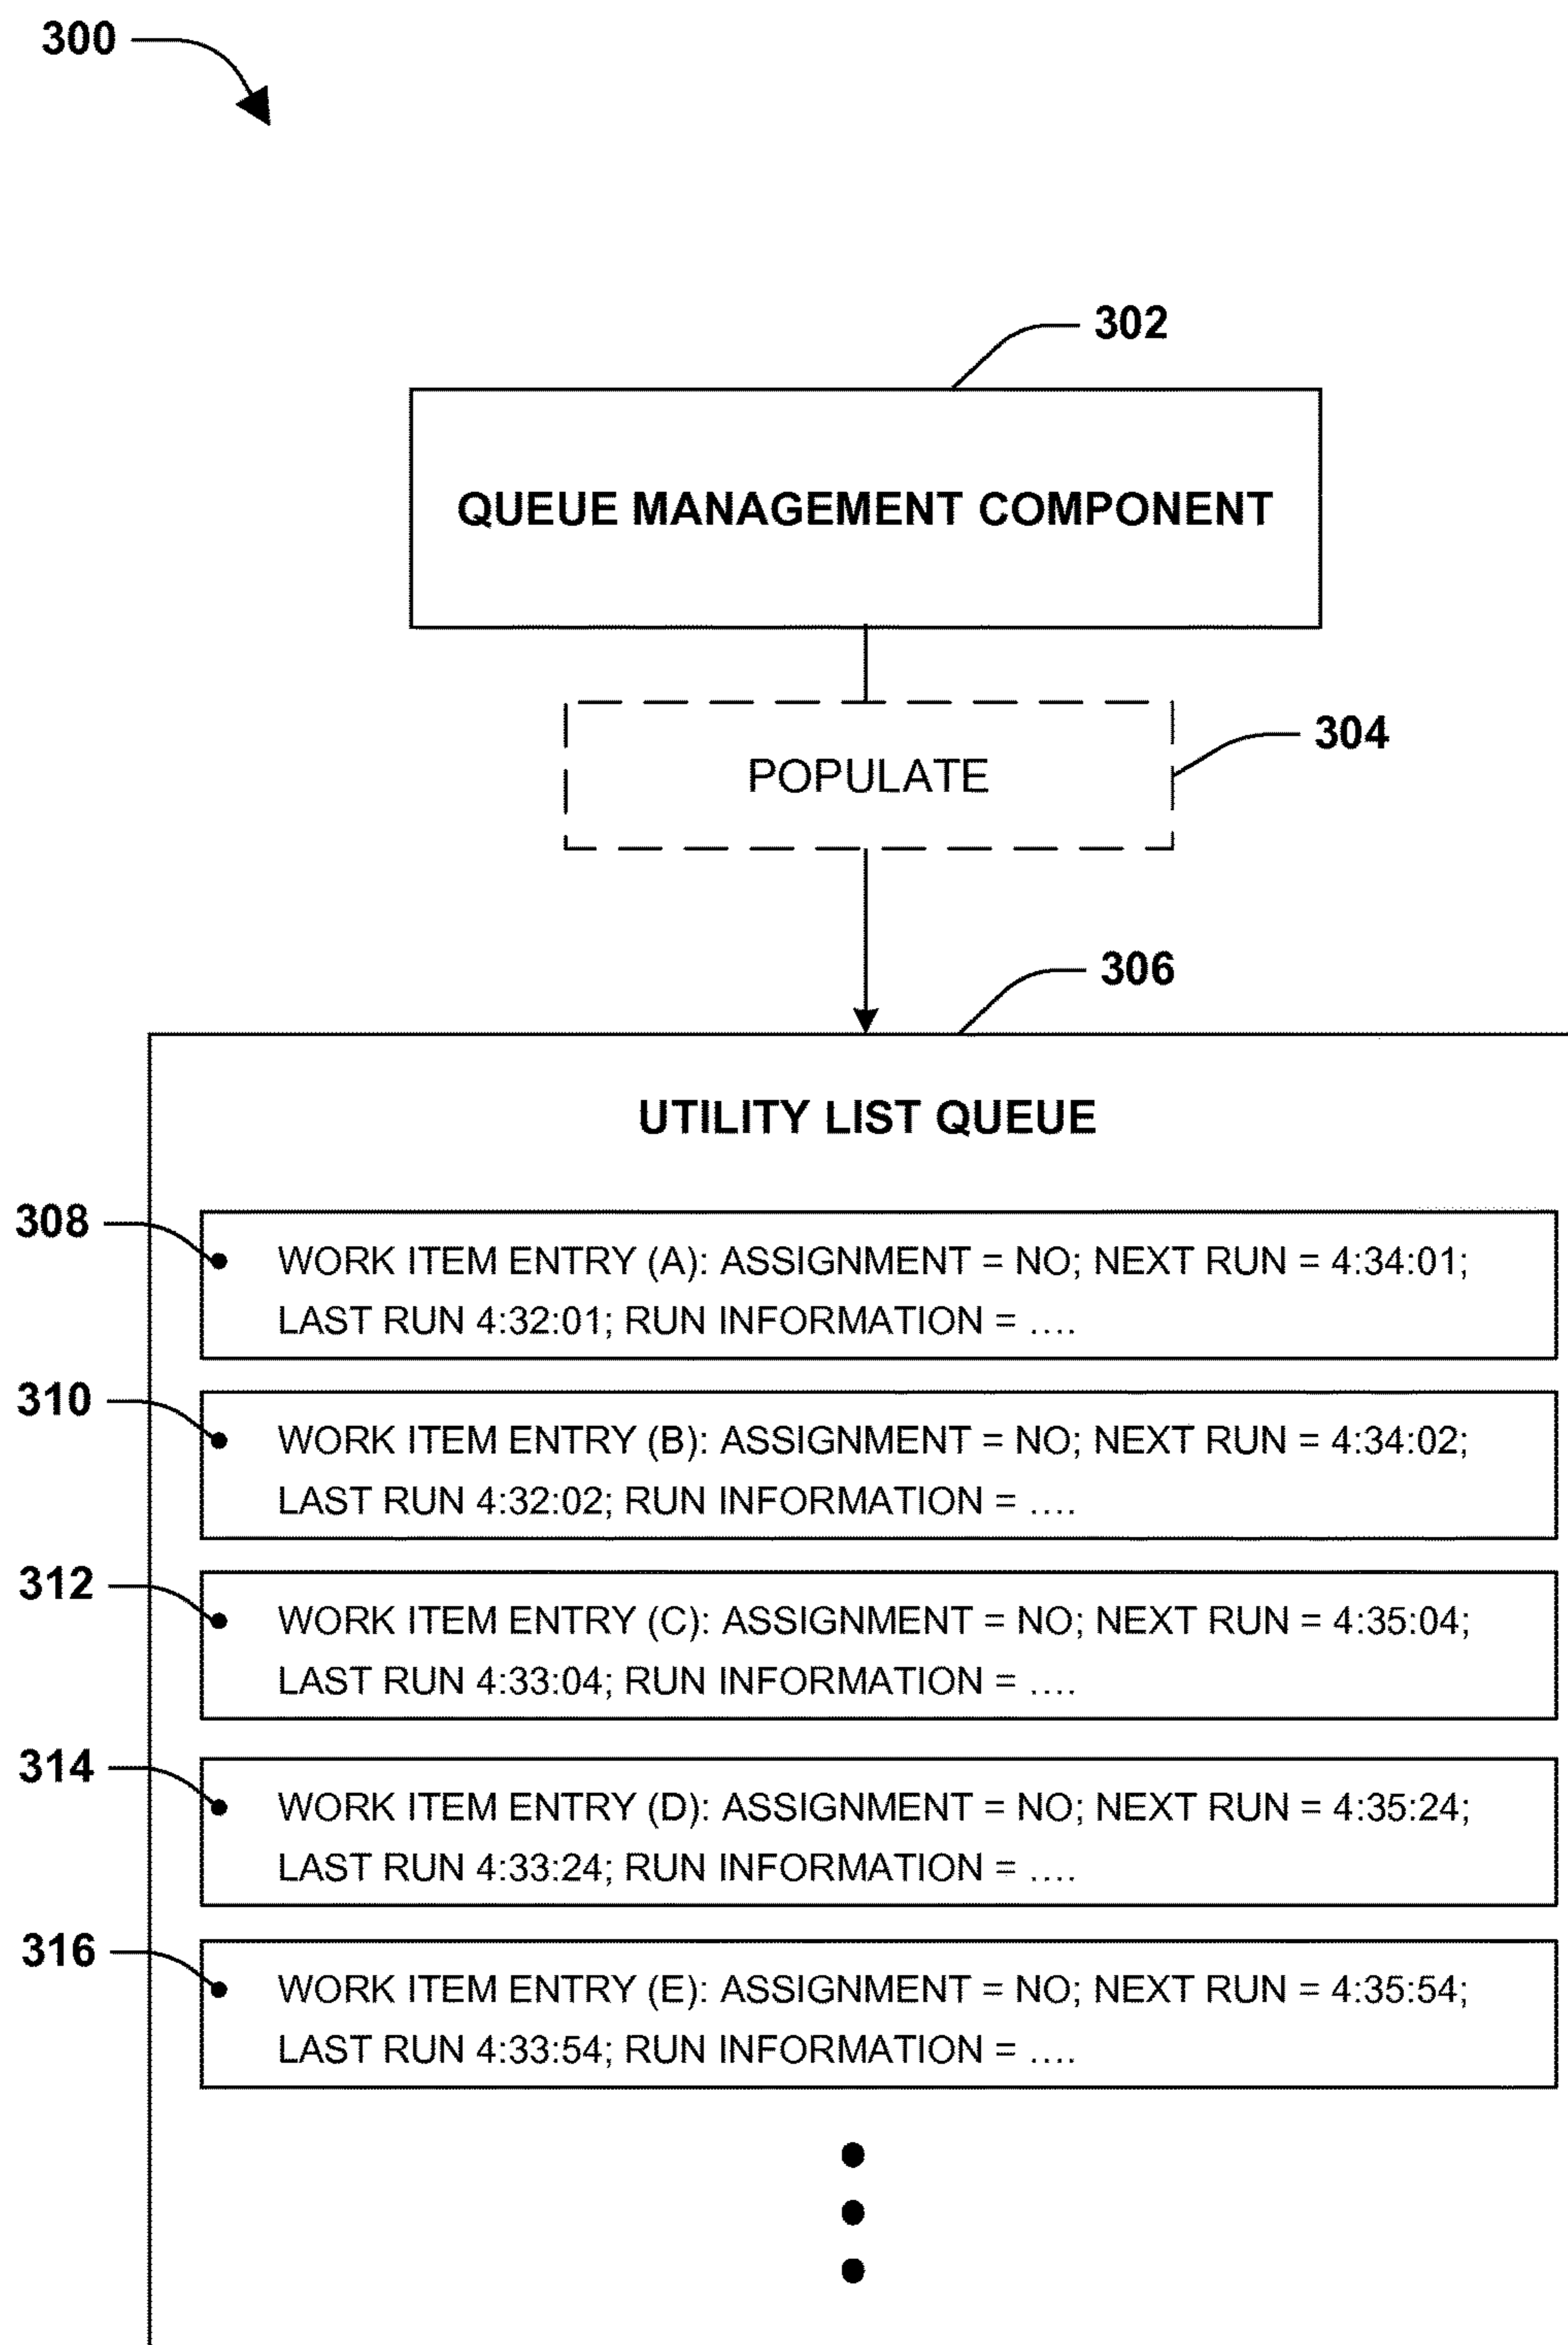 300
302
QUEUE MANAGEMENT COMPONENT
304
POPULATE
306
UTILITY LIST QUEUE
308
WORK ITEM ENTRY (A): ASSIGNMENT = NO; NEXT RUN = 4:34:01;
LAST RUN 4:32:01; RUN INFORMATION = ….
310
WORK ITEM ENTRY (B): ASSIGNMENT = NO; NEXT RUN = 4:34:02;
LAST RUN 4:32:02; RUN INFORMATION = ….
312
WORK ITEM ENTRY (C): ASSIGNMENT = NO; NEXT RUN = 4:35:04;
LAST RUN 4:33:04; RUN INFORMATION = ….
314
WORK ITEM ENTRY (D): ASSIGNMENT = NO; NEXT RUN = 4:35:24;
LAST RUN 4:33:24; RUN INFORMATION = ….
316
WORK ITEM ENTRY (E): ASSIGNMENT = NO; NEXT RUN = 4:35:54;
LAST RUN 4:33:54; RUN INFORMATION = ….